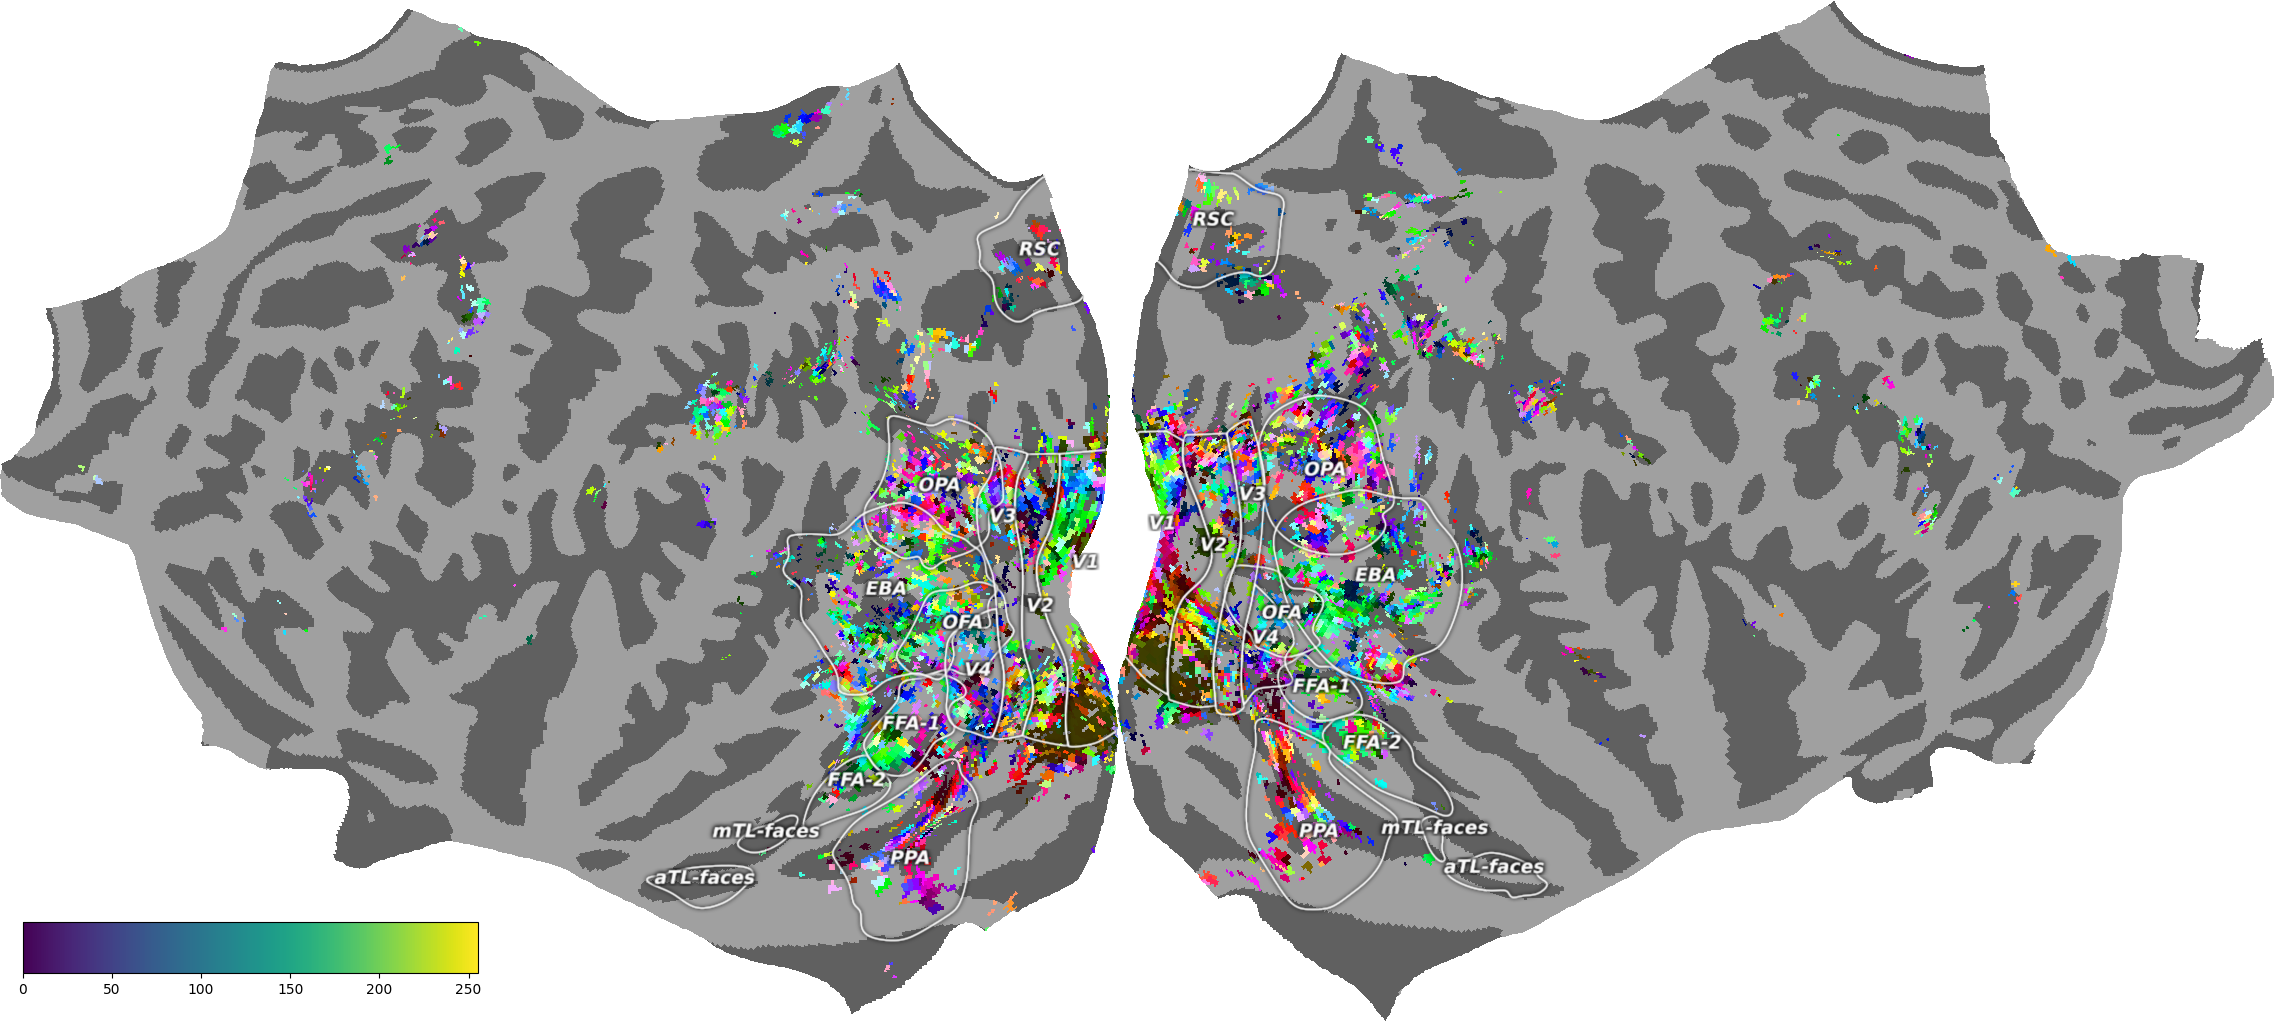 RSC
RSC
OPA
V3
V1
EBA
V2
OFA
V4
FFA-1
FFA-2
mTL-faces
PPA
aTL-faces
OPA
V3
V1
V2
EBA
OFA
V4
FFA-1
FFA-2
PPA
mTL-faces
aTL-faces
0 50 100 150 200 250